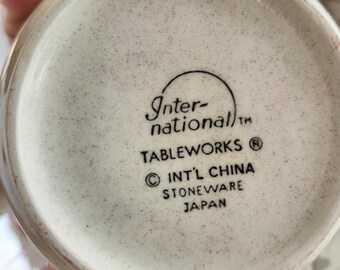 Inter-
national TM
TABLEWORKS ®
© INT'L CHINA
STONEWARE
JAPAN